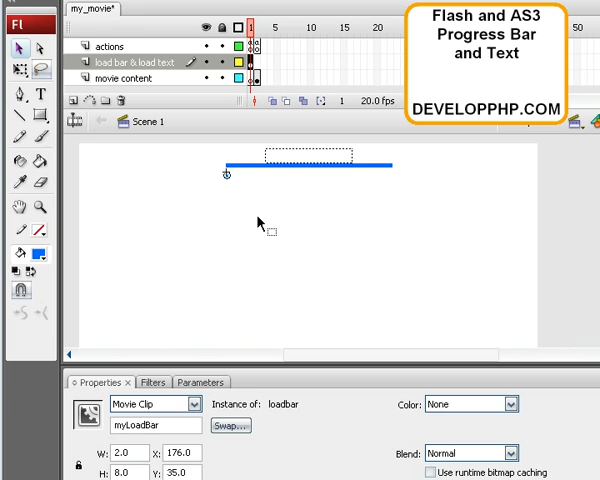 my_movie*
Flash and AS3
Progress Bar
and Text
DEVELOPPHP.COM
Fl
1 5 10 15 20 50
actions
load bar & load text
movie content
1 20.0 fps
Scene 1
Properties × Filters Parameters
Movie Clip Instance of: loadbar Color: None
myLoadBar Swap...
W: 2.0 X: 176.0 Blend: Normal
H: 8.0 Y: 35.0 Use runtime bitmap caching